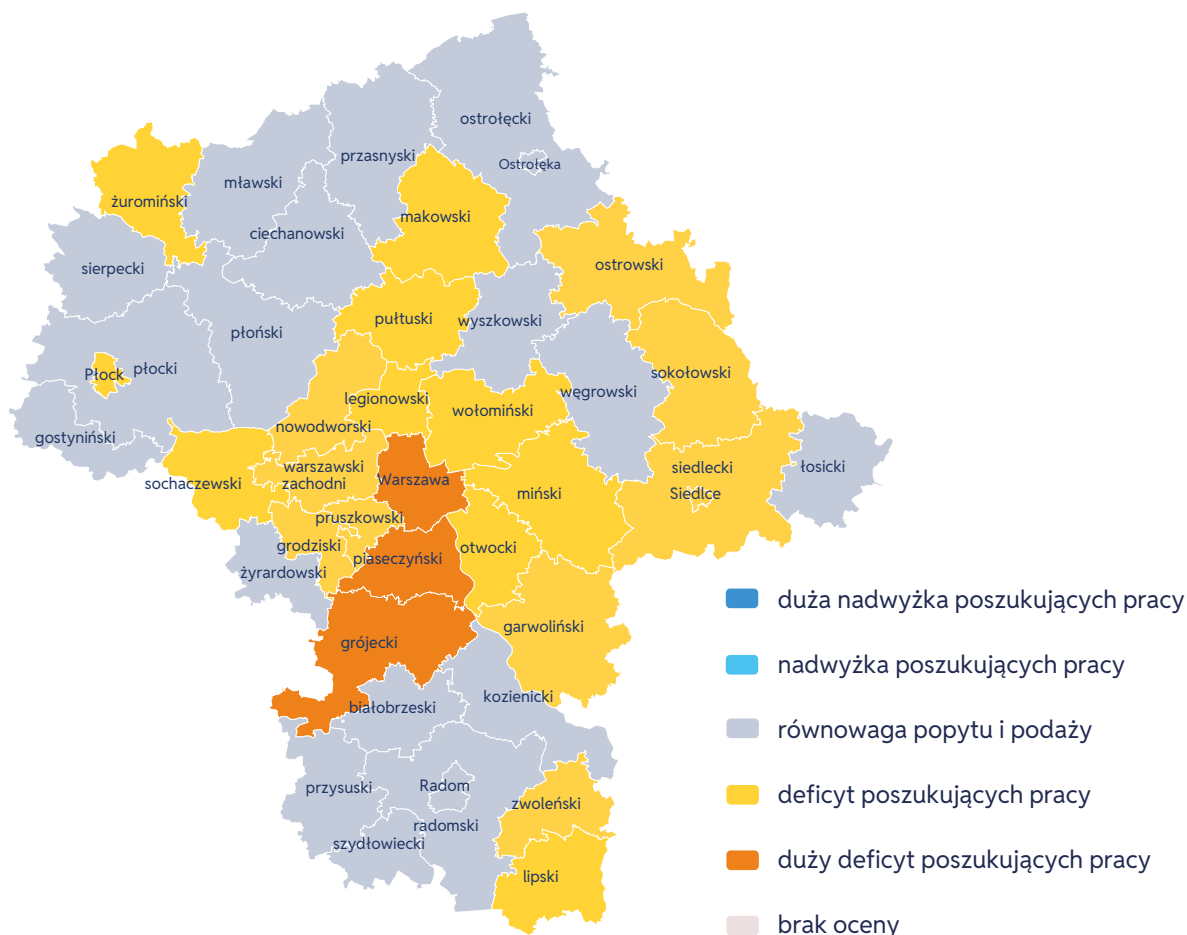 ostrołęcki
Ostrołęka
przasnyski
mławski
żuromiński
makowski
ciechanowski
sierpecki
ostrowski
pułtuski
wyszkowski
płoński
płocki
Płock
sokołowski
węgrowski
legionowski
wołomiński
nowodworski
gostyniński
warszawski
zachodni
siedlecki
łosicki
Warszawa
sochaczewski
Siedlce
miński
pruszkowski
grodziski
otwocki
piaseczyński
żyrardowski
garwoliński
grójecki
kozienicki
białobrzeski
przysuski
Radom
zwoleński
radomski
szydłowiecki
lipski
duża nadwyżka poszukujących pracy
nadwyżka poszukujących pracy
równowaga popytu i podaży
deficyt poszukujących pracy
duży deficyt poszukujących pracy
brak oceny